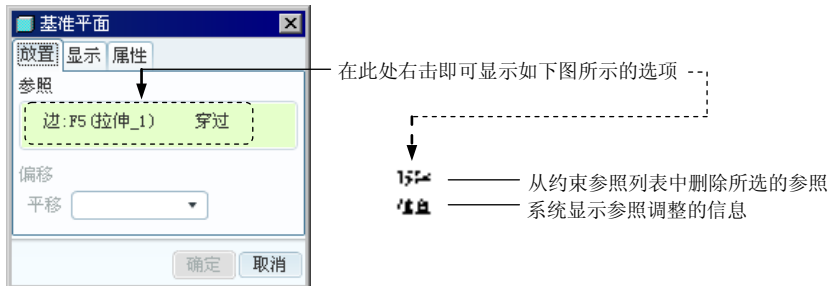 基准平面
放置 显示 属性
参照
边:F5(拉伸_1) 穿过
偏移
平移
确定 取消
在此处右击即可显示如下图所示的选项
从约束参照列表中删除所选的参照
信息
系统显示参照调整的信息